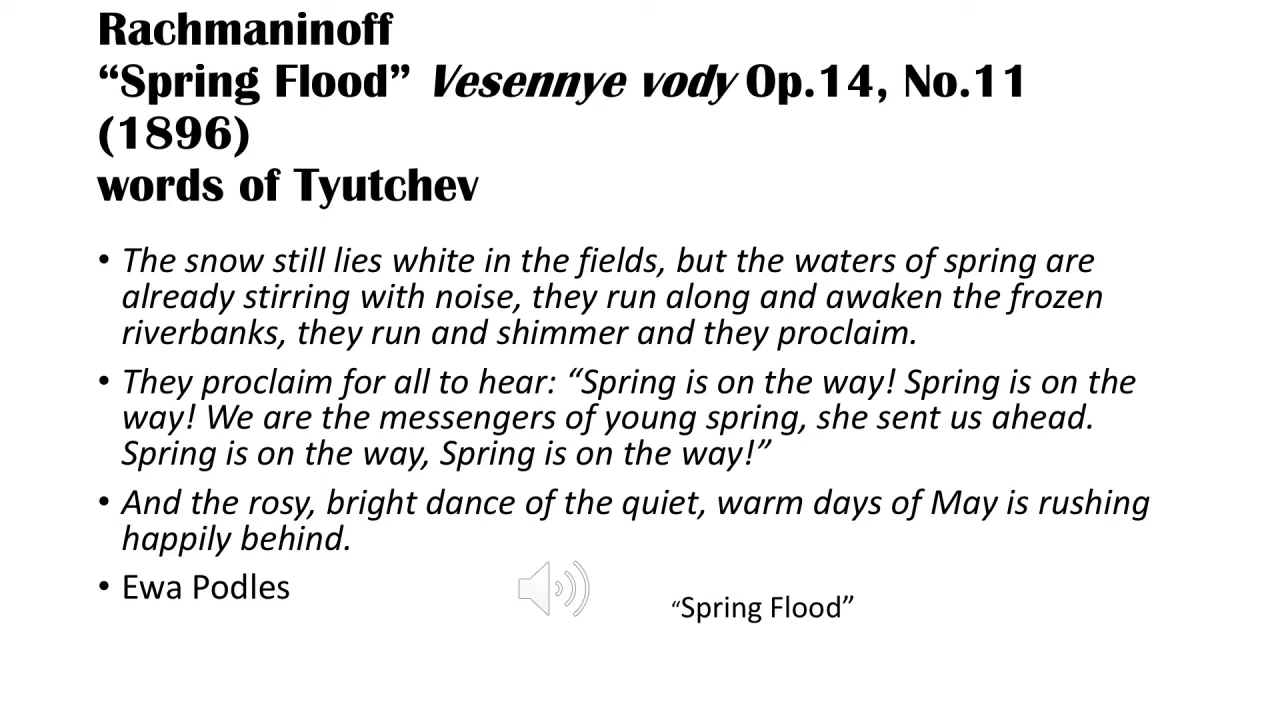 Rachmaninoff
“Spring Flood” Vesennye vody Op.14, No.11
(1896)
words of Tyutchev
• The snow still lies white in the fields, but the waters of spring are
already stirring with noise, they run along and awaken the frozen
riverbanks, they run and shimmer and they proclaim.
• They proclaim for all to hear: “Spring is on the way! Spring is on the
way! We are the messengers of young spring, she sent us ahead.
Spring is on the way, Spring is on the way!”
• And the rosy, bright dance of the quiet, warm days of May is rushing
happily behind.
• Ewa Podles
“Spring Flood”